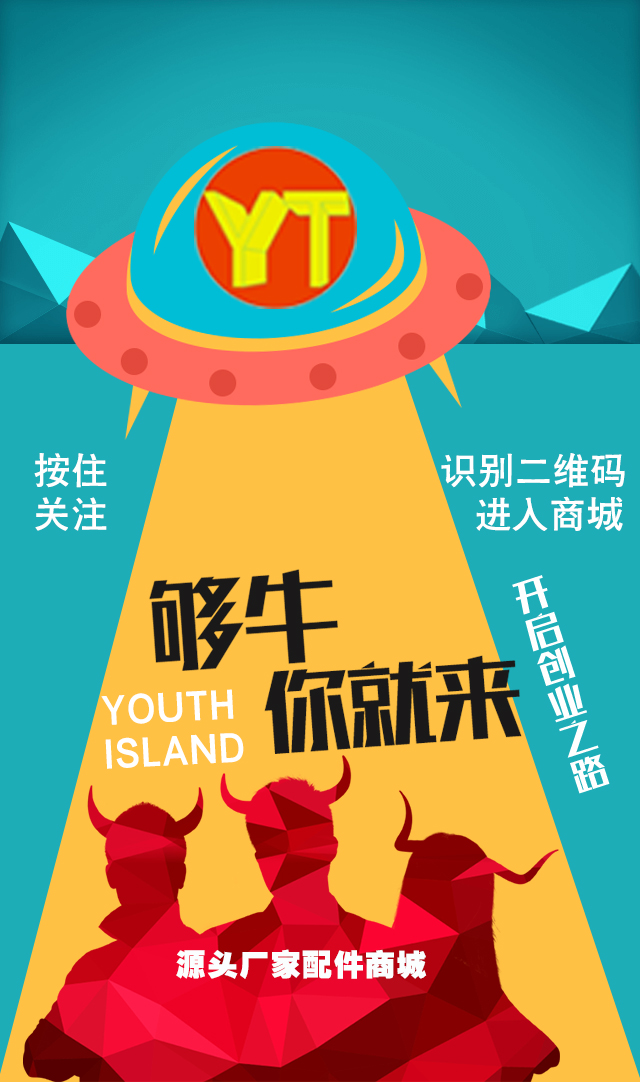 YT
按住
关注
识别二维码
进入商城
够牛
你就来
开启创业之路
YOUTH
ISLAND
源头厂家配件商城